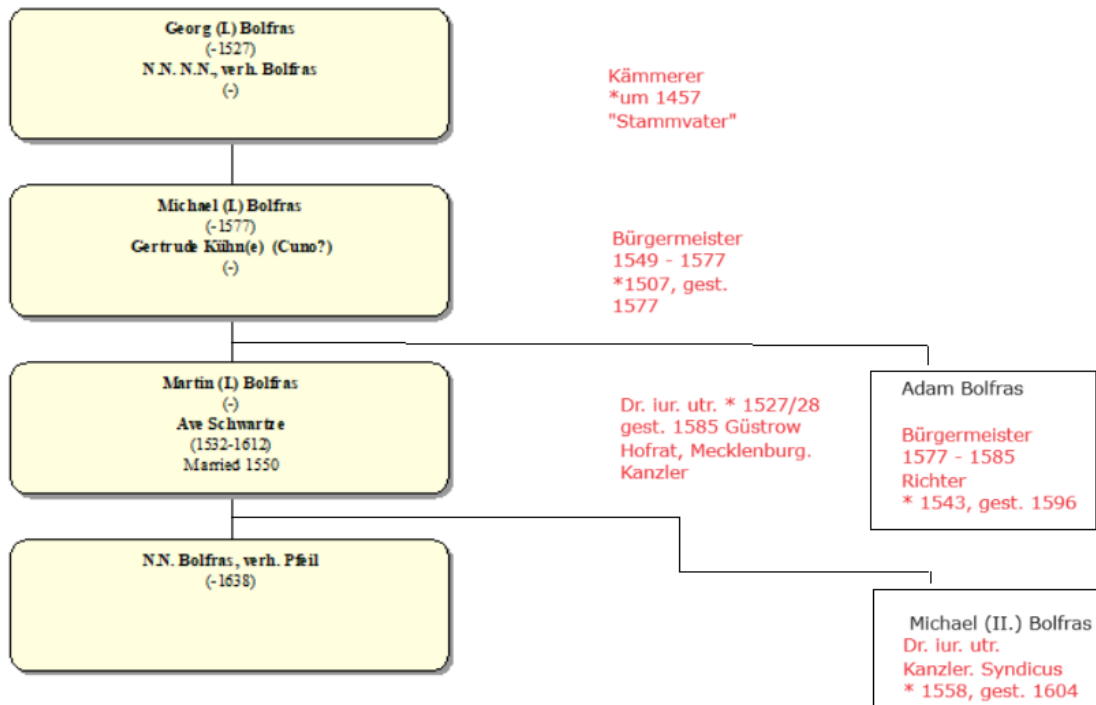 Georg (I.) Bolfras
(-1527)
N.N. N.N., verh. Bolfras
(-)
Kämmerer
*um 1457
"Stammvater"
Michael (I.) Bolfras
(-1577)
Gertrude Kühn(e) (Cuno?)
(-)
Bürgermeister
1549 - 1577
*1507, gest.
1577
Martin (I.) Bolfras
(-)
Ave Schwartze
(1532-1612)
Married 1550
Dr. iur. utr. * 1527/28
gest. 1585 Güstrow
Hofrat, Mecklenburg.
Kanzler
Adam Bolfras
Bürgermeister
1577 - 1585
Richter
* 1543, gest. 1596
N.N. Bolfras, verh. Pfeil
(-1638)
Michael (II.) Bolfras
Dr. iur. utr.
Kanzler. Syndicus
* 1558, gest. 1604